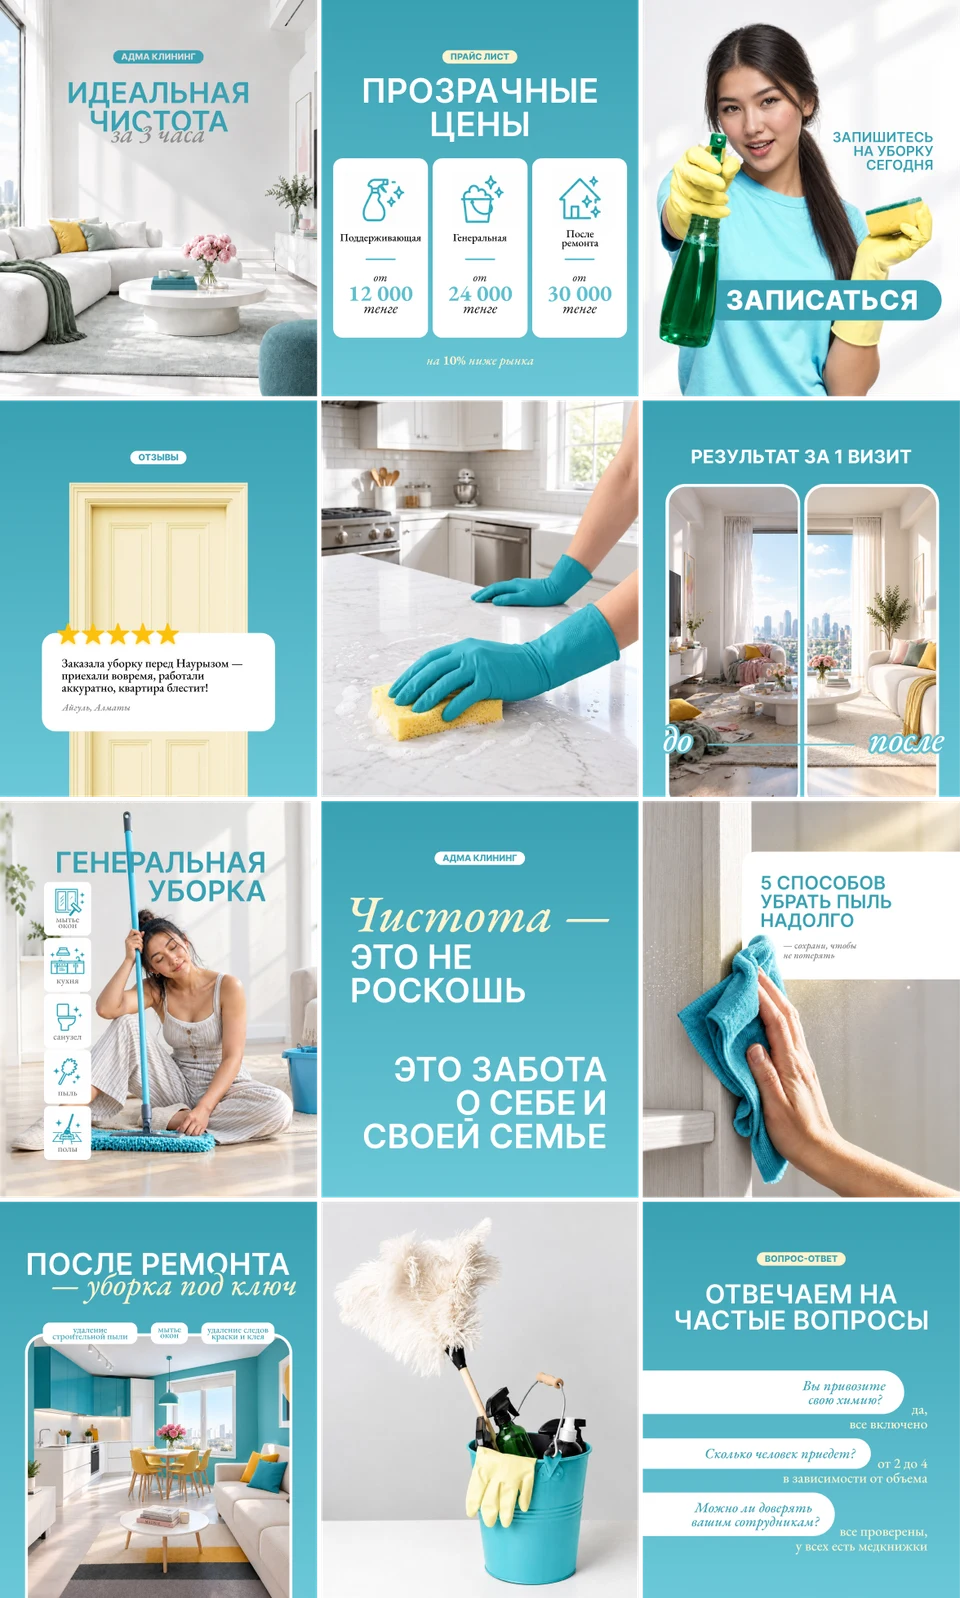 АДМА КЛИНИНГ
ИДЕАЛЬНАЯ
ЧИСТОТА
за 3 часа
ПРАЙС ЛИСТ
ПРОЗРАЧНЫЕ
ЦЕНЫ
Поддерживающая
от
12 000
тенге
Генеральная
от
24 000
тенге
После
ремонта
от
30 000
тенге
на 10% ниже рынка
ЗАПИШИТЕСЬ
НА УБОРКУ
СЕГОДНЯ
ЗАПИСАТЬСЯ
ОТЗЫВЫ
Заказала уборку перед Наурызом —
приехали вовремя, работали
аккуратно, квартира блестит!
Айгуль, Алматы
РЕЗУЛЬТАТ ЗА 1 ВИЗИТ
до
после
ГЕНЕРАЛЬНАЯ
УБОРКА
мытье
окон
кухня
санузел
пыль
полы
АДМА КЛИНИНГ
Чистота —
ЭТО НЕ
РОСКОШЬ
ЭТО ЗАБОТА
О СЕБЕ И
СВОЕЙ СЕМЬЕ
5 СПОСОБОВ
УБРАТЬ ПЫЛЬ
НАДОЛГО
— сохрани, чтобы
не потерять
ПОСЛЕ РЕМОНТА
— уборка под ключ
удаление
строительной пыли
мытье
окон
удаление следов
краски и клея
ВОПРОС-ОТВЕТ
ОТВЕЧАЕМ НА
ЧАСТЫЕ ВОПРОСЫ
Вы привозите
свою химию?
да,
все включено
Сколько человек приедет?
от 2 до 4
в зависимости от объема
Можно ли доверять
вашим сотрудникам?
все проверены,
у всех есть медкнижки